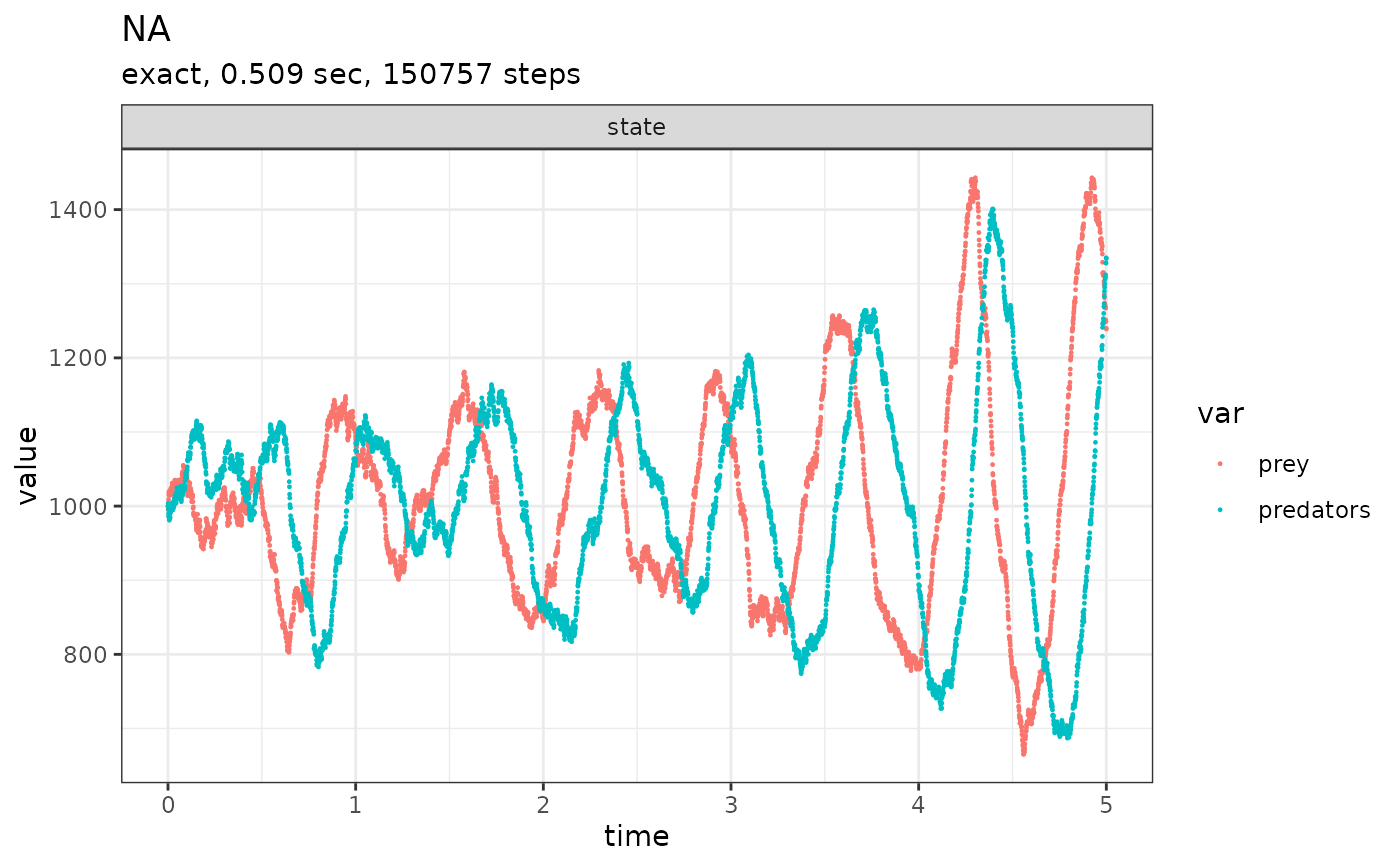 NA
exact, 0.509 sec, 150757 steps
state
value
1400
1200
1000
800
0 1 2 3 4 5
time
var
prey
predators